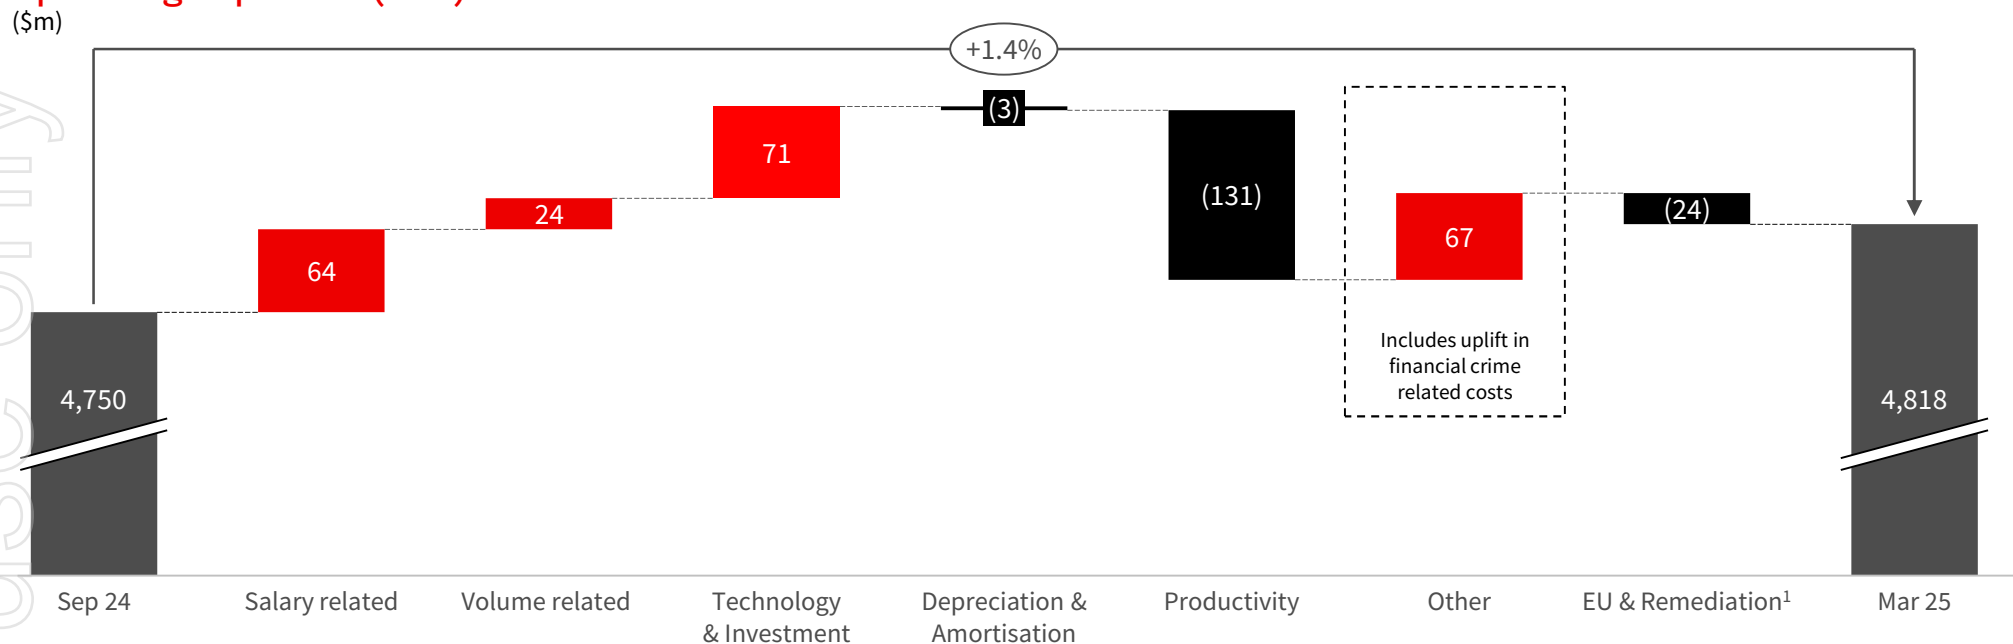 ($m)
+1.4%
(3)
71
(131)
(24)
24
67
64
Includes uplift in
financial crime
related costs
4,750
4,818
Sep 24
Salary related
Volume related
Technology
& Investment
Depreciation &
Amortisation
Productivity
Other
EU & Remediation¹
Mar 25